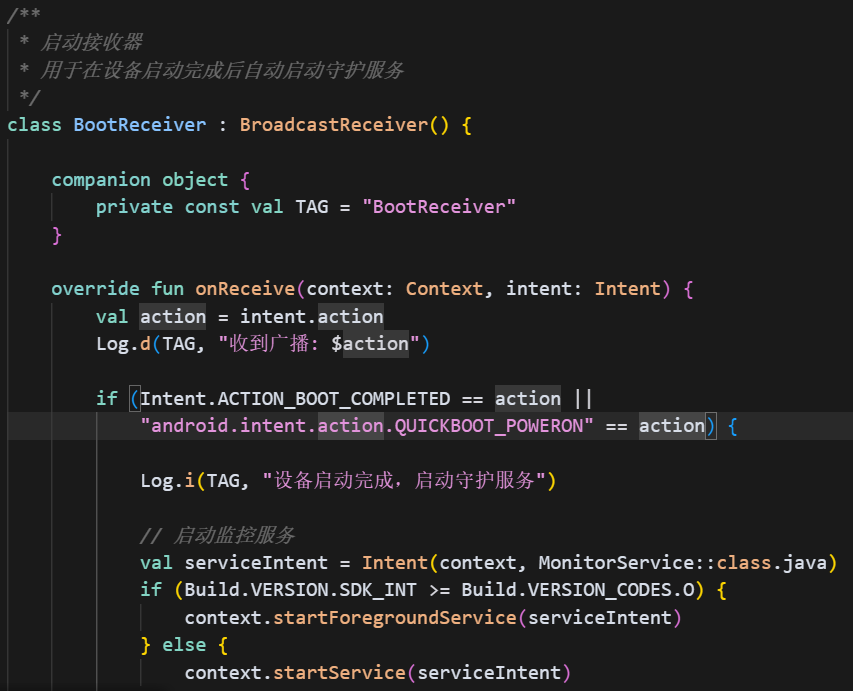 /**
 * 启动接收器
 * 用于在设备启动完成后自动启动守护服务
 */
class BootReceiver : BroadcastReceiver() {
companion object {
private const val TAG = "BootReceiver"
}
override fun onReceive(context: Context, intent: Intent) {
val action = intent.action
Log.d(TAG, "收到广播: $action")
if (Intent.ACTION_BOOT_COMPLETED == action ||
"android.intent.action.QUICKBOOT_POWERON" == action) {
Log.i(TAG, "设备启动完成，启动守护服务")
// 启动监控服务
val serviceIntent = Intent(context, MonitorService::class.java)
if (Build.VERSION.SDK_INT >= Build.VERSION_CODES.O) {
context.startForegroundService(serviceIntent)
} else {
context.startService(serviceIntent)